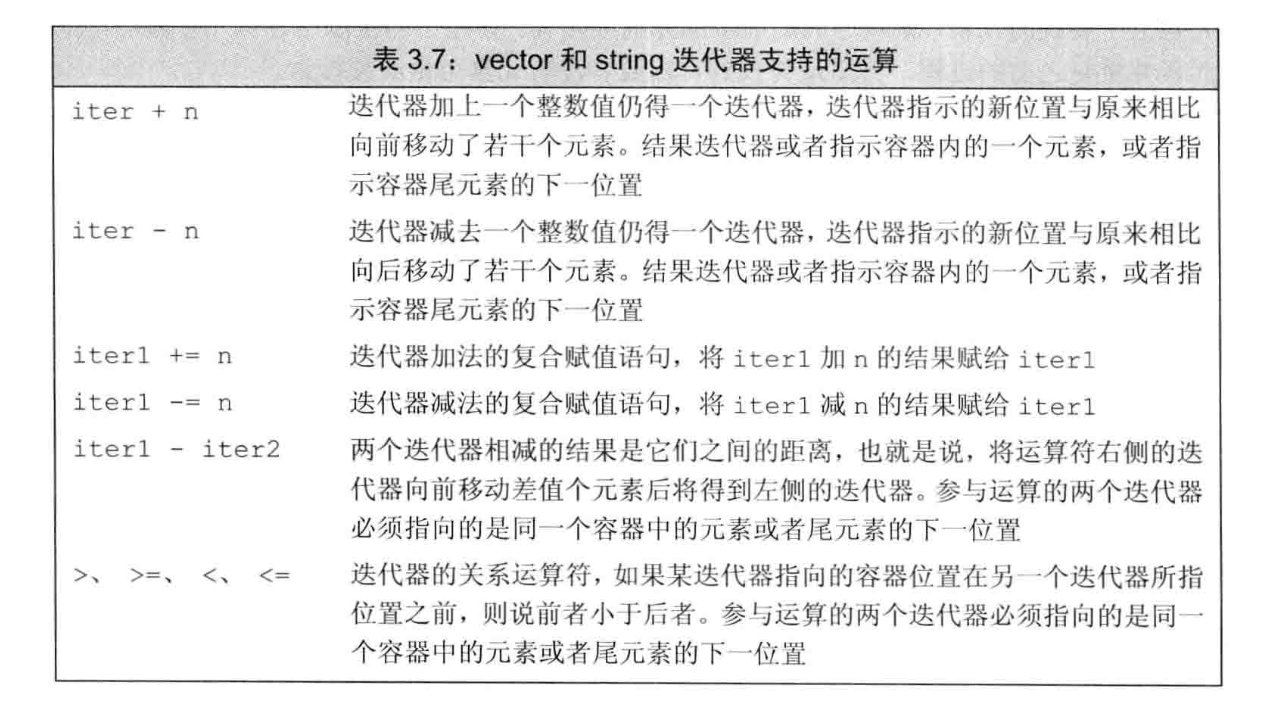 表 3.7：vector 和 string 迭代器支持的运算
iter + n 迭代器加上一个整数值仍得一个迭代器，迭代器指示的新位置与原来相比
向前移动了若干个元素。结果迭代器或者指示容器内的一个元素，或者指
示容器尾元素的下一位置
iter - n 迭代器减去一个整数值仍得一个迭代器，迭代器指示的新位置与原来相比
向后移动了若干个元素。结果迭代器或者指示容器内的一个元素，或者指
示容器尾元素的下一位置
iter1 += n 迭代器加法的复合赋值语句，将 iter1 加 n 的结果赋给 iter1
iter1 -= n 迭代器减法的复合赋值语句，将 iter1 减 n 的结果赋给 iter1
iter1 - iter2 两个迭代器相减的结果是它们之间的距离，也就是说，将运算符右侧的迭
代器向前移动差值个元素后将得到左侧的迭代器。参与运算的两个迭代器
必须指向的是同一个容器中的元素或者尾元素的下一位置
>、 >=、 <、 <= 迭代器的关系运算符，如果某迭代器指向的容器位置在另一个迭代器所指
位置之前，则说前者小于后者。参与运算的两个迭代器必须指向的是同一
个容器中的元素或者尾元素的下一位置